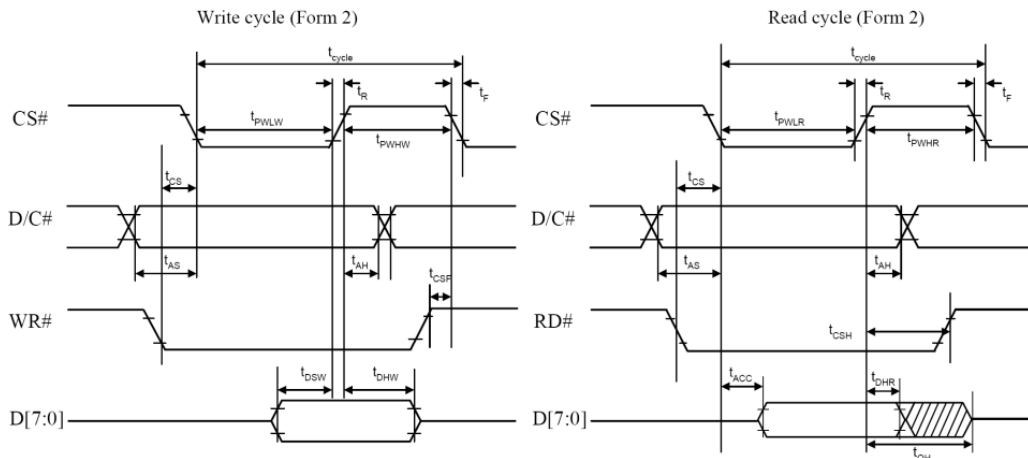 Write cycle (Form 2)
Read cycle (Form 2)
tcycle
tR
tF
CS#
tPWLW
tPWHW
tCS
D/C#
tAS
tAH
tCSF
WR#
tDSW
tDHW
D[7:0]
tcycle
tR
tF
CS#
tPWLR
tPWHR
tCS
D/C#
tAS
tAH
RD#
tCSH
tACC
tDHR
D[7:0]
tOH